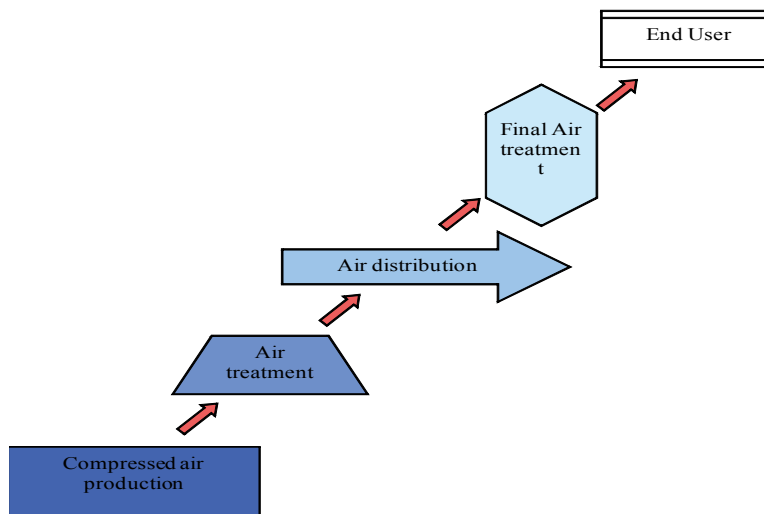 End User
Final Air
treatmen
t
Air distribution
Air
treatment
Compressed air
production